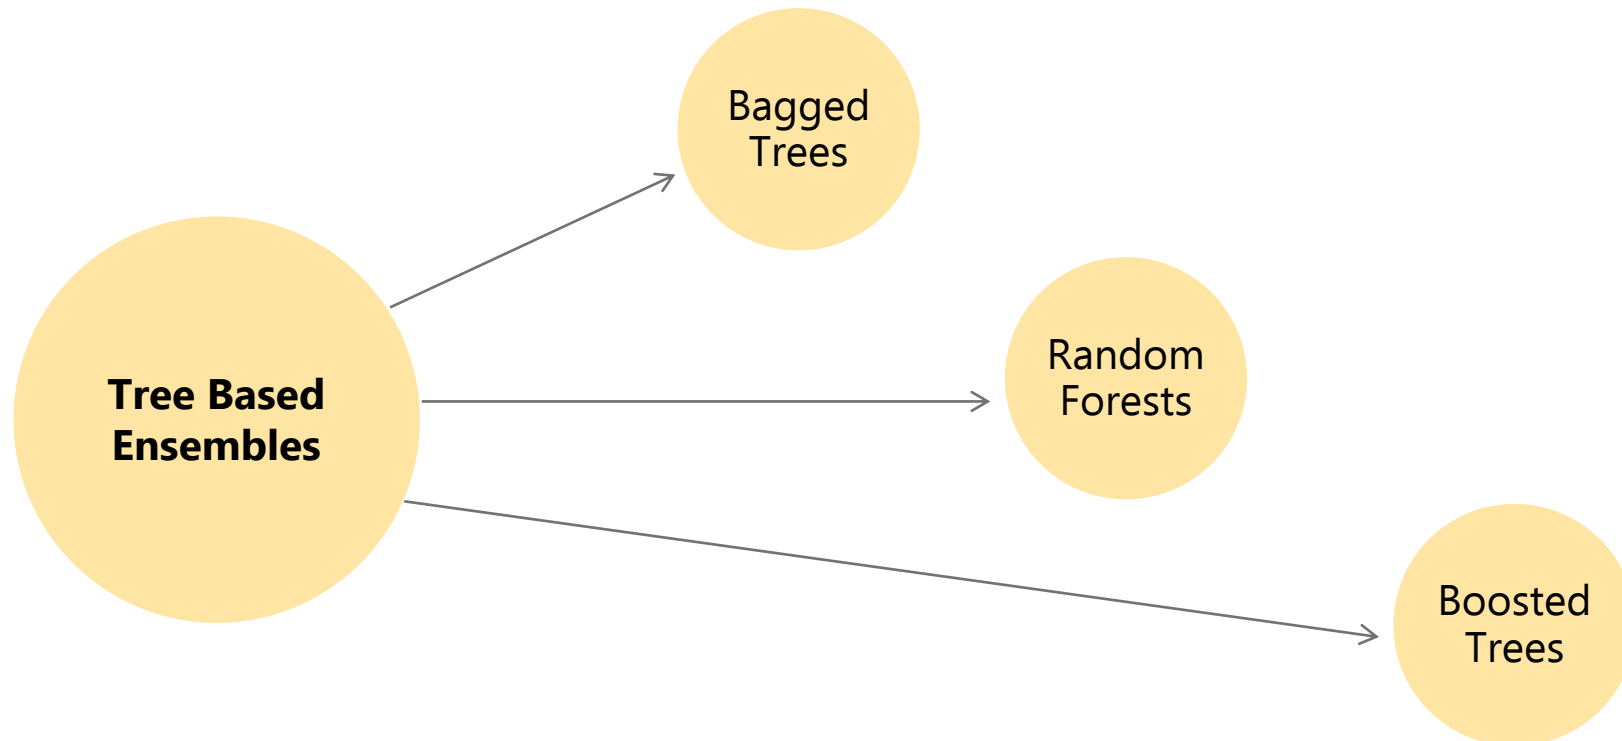 Bagged
Trees
Random
Forests
Tree Based
Ensembles
Boosted
Trees